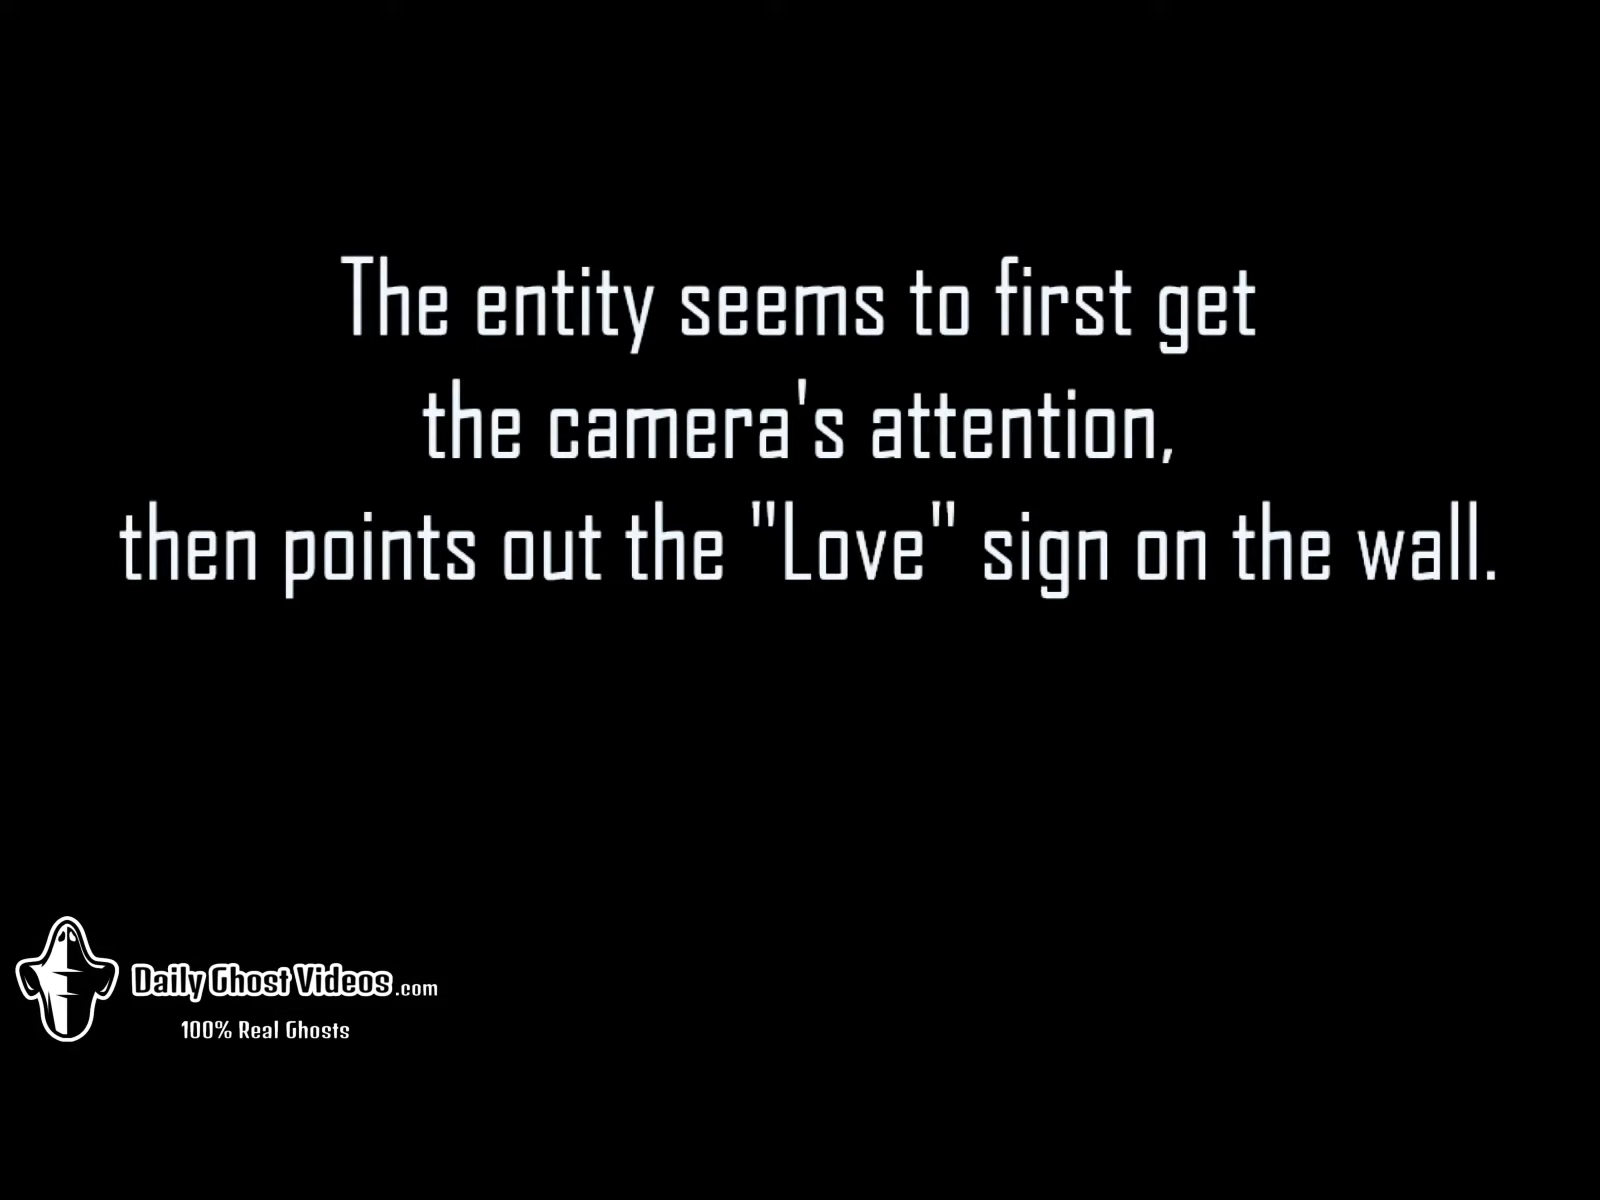 The entity seems to first get
the camera's attention,
then points out the "Love" sign on the wall.
Daily Ghost Videos.com
100% Real Ghosts